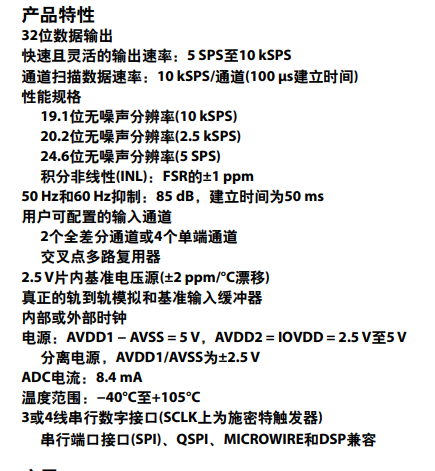 产品特性
32位数据输出
快速且灵活的输出速率：5 SPS至10 kSPS
通道扫描数据速率：10 kSPS/通道(100 μs建立时间)
性能规格
19.1位无噪声分辨率(10 kSPS)
20.2位无噪声分辨率(2.5 kSPS)
24.6位无噪声分辨率(5 SPS)
积分非线性(INL)：FSR的±1 ppm
50 Hz和60 Hz抑制：85 dB，建立时间为50 ms
用户可配置的输入通道
2个全差分通道或4个单端通道
交叉点多路复用器
2.5 V片内基准电压源(±2 ppm/°C漂移)
真正的轨到轨模拟和基准输入缓冲器
内部或外部时钟
电源：AVDD1 − AVSS = 5 V，AVDD2 = IOVDD = 2.5 V至5 V
分离电源，AVDD1/AVSS为±2.5 V
ADC电流：8.4 mA
温度范围：−40°C至+105°C
3或4线串行数字接口(SCLK上为施密特触发器)
串行端口接口(SPI)、QSPI、MICROWIRE和DSP兼容